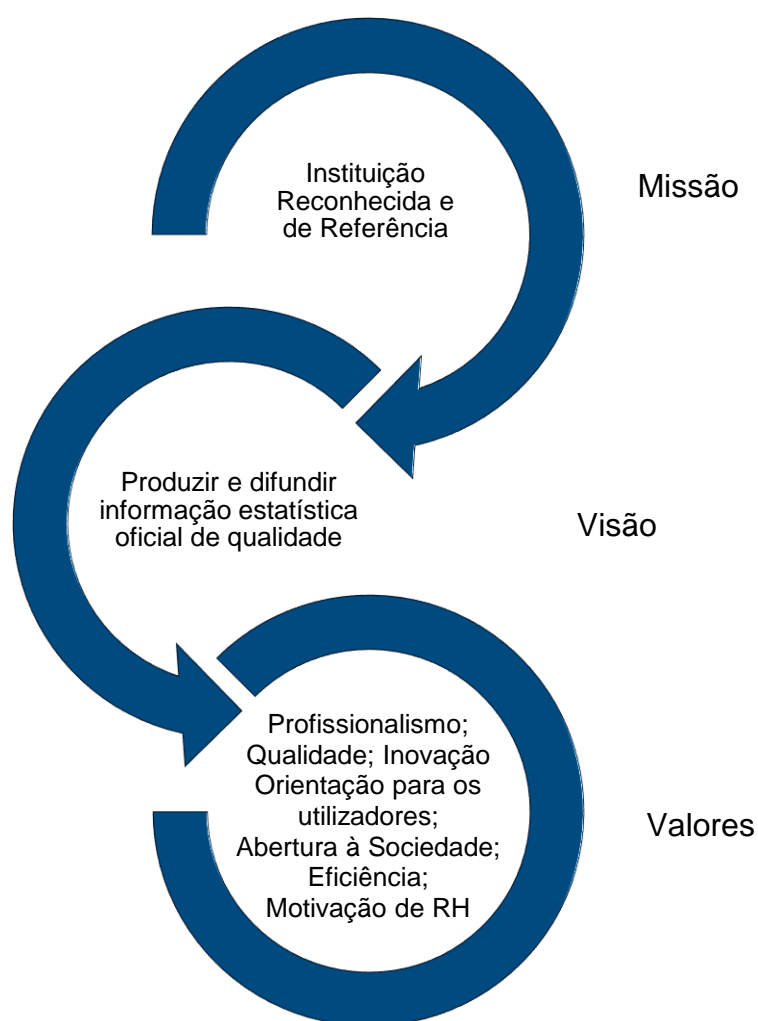 Instituição
Reconhecida e
de Referência
Missão
Produzir e difundir
informação estatística
oficial de qualidade
Visão
Profissionalismo;
Qualidade; Inovação
Orientação para os
utilizadores;
Abertura à Sociedade;
Eficiência;
Motivação de RH
Valores